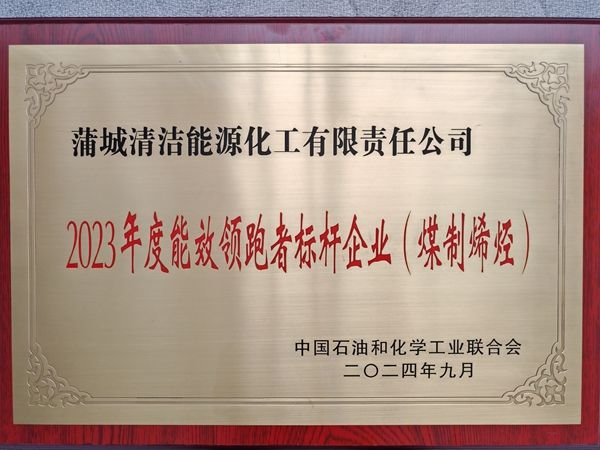 蒲城清洁能源化工有限责任公司
2023年度能效领跑者标杆企业（煤制烯烃）
中国石油和化学工业联合会
二〇二四年九月